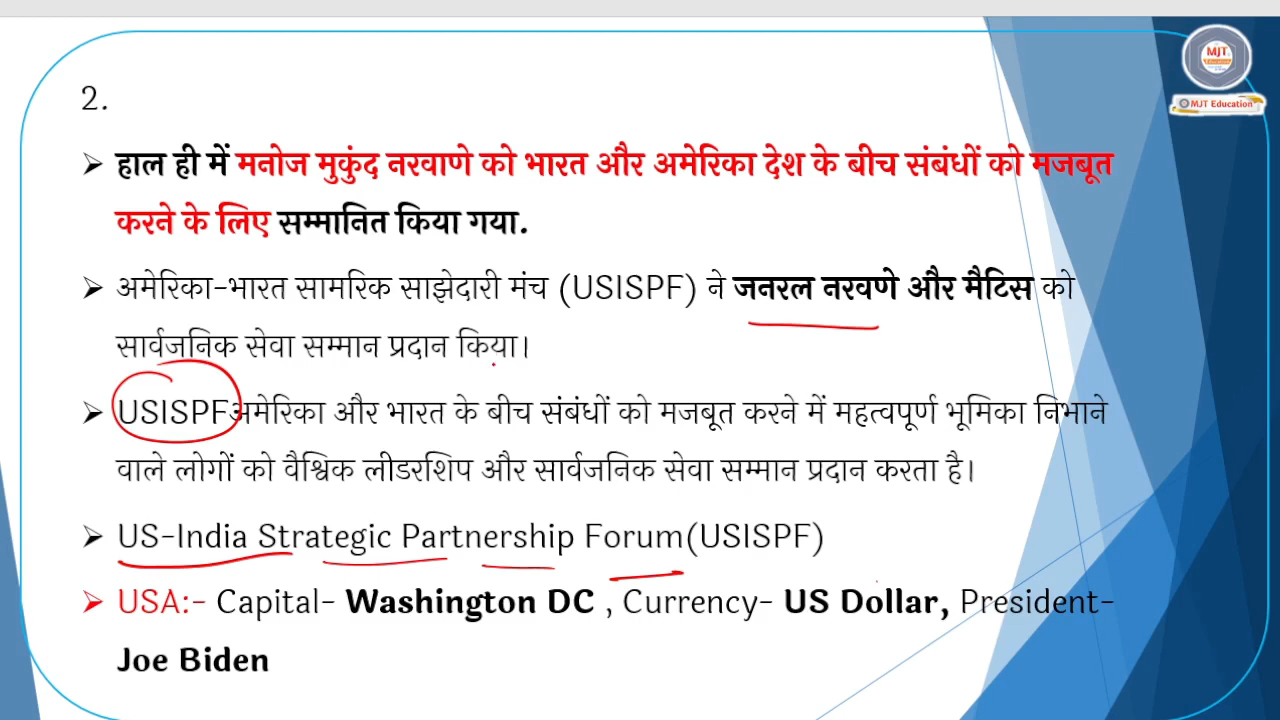 MJT
Education
MJT Education
2.
➢ हाल ही में मनोज मुकुंद नरवाणे को भारत और अमेरिका देश के बीच संबंधों को मजबूत
करने के लिए सम्मानित किया गया.
➢ अमेरिका-भारत सामरिक साझेदारी मंच (USISPF) ने जनरल नरवणे और मैटिस को
सार्वजनिक सेवा सम्मान प्रदान किया।
➢ USISPF अमेरिका और भारत के बीच संबंधों को मजबूत करने में महत्वपूर्ण भूमिका निभाने
वाले लोगों को वैश्विक लीडरशिप और सार्वजनिक सेवा सम्मान प्रदान करता है।
➢ US-India Strategic Partnership Forum(USISPF)
➢ USA:- Capital- Washington DC , Currency- US Dollar, President-
Joe Biden